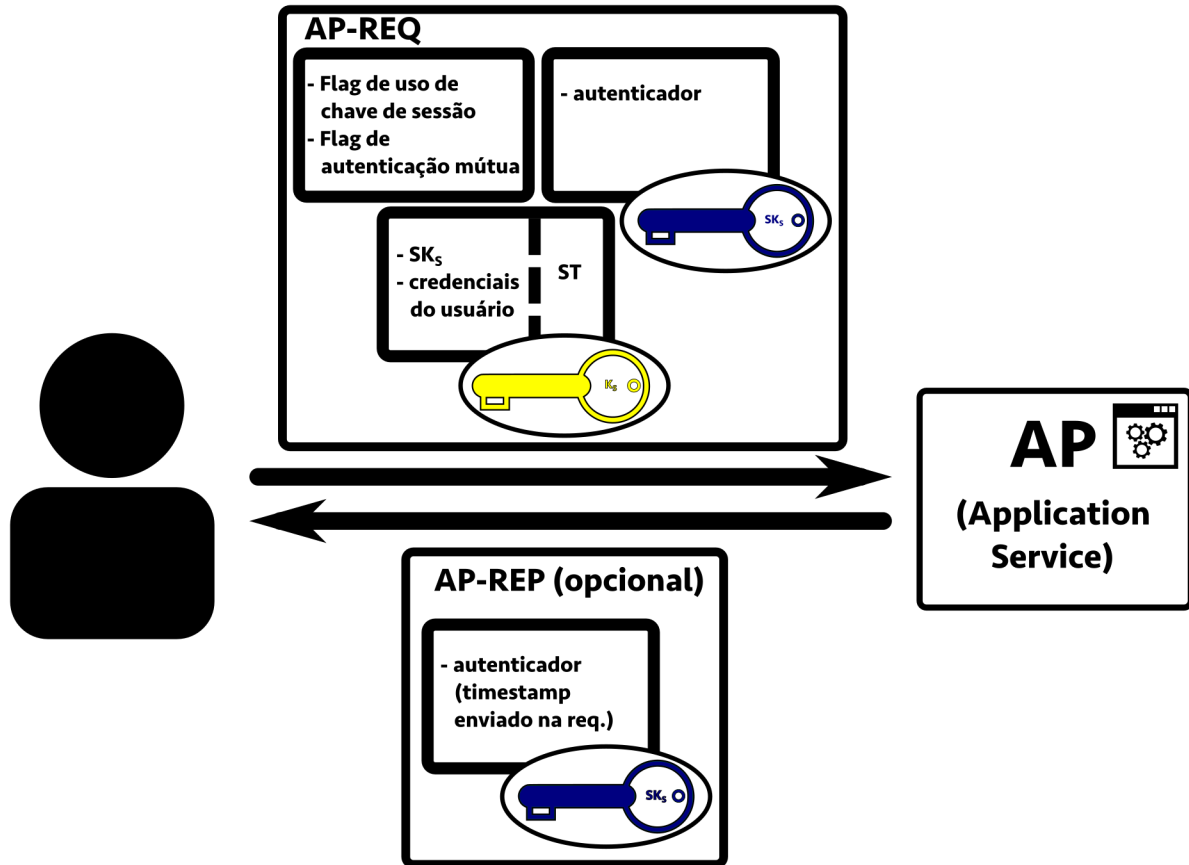 AP-REQ
- Flag de uso de
chave de sessão
- Flag de
autenticação mútua
- autenticador
SKS
- SKS
- credenciais
do usuário
ST
KS
AP
(Application
Service)
AP-REP (opcional)
- autenticador
(timestamp
enviado na req.)
SKS